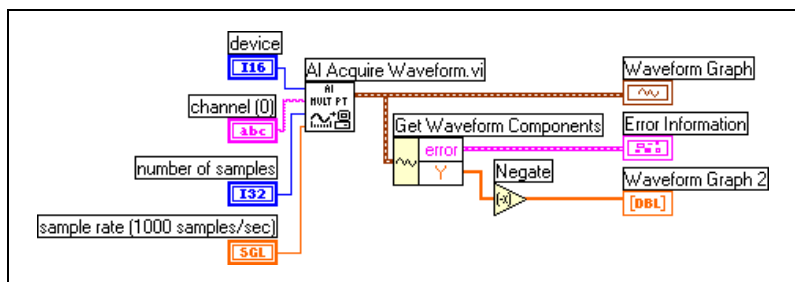 device
I16
AI Acquire Waveform.vi
AI
MULT PT
channel (0)
abc
number of samples
I32
sample rate (1000 samples/sec)
SGL
Get Waveform Components
error
Y
Negate
(-x)
Waveform Graph
Error Information
Waveform Graph 2
[DBL]